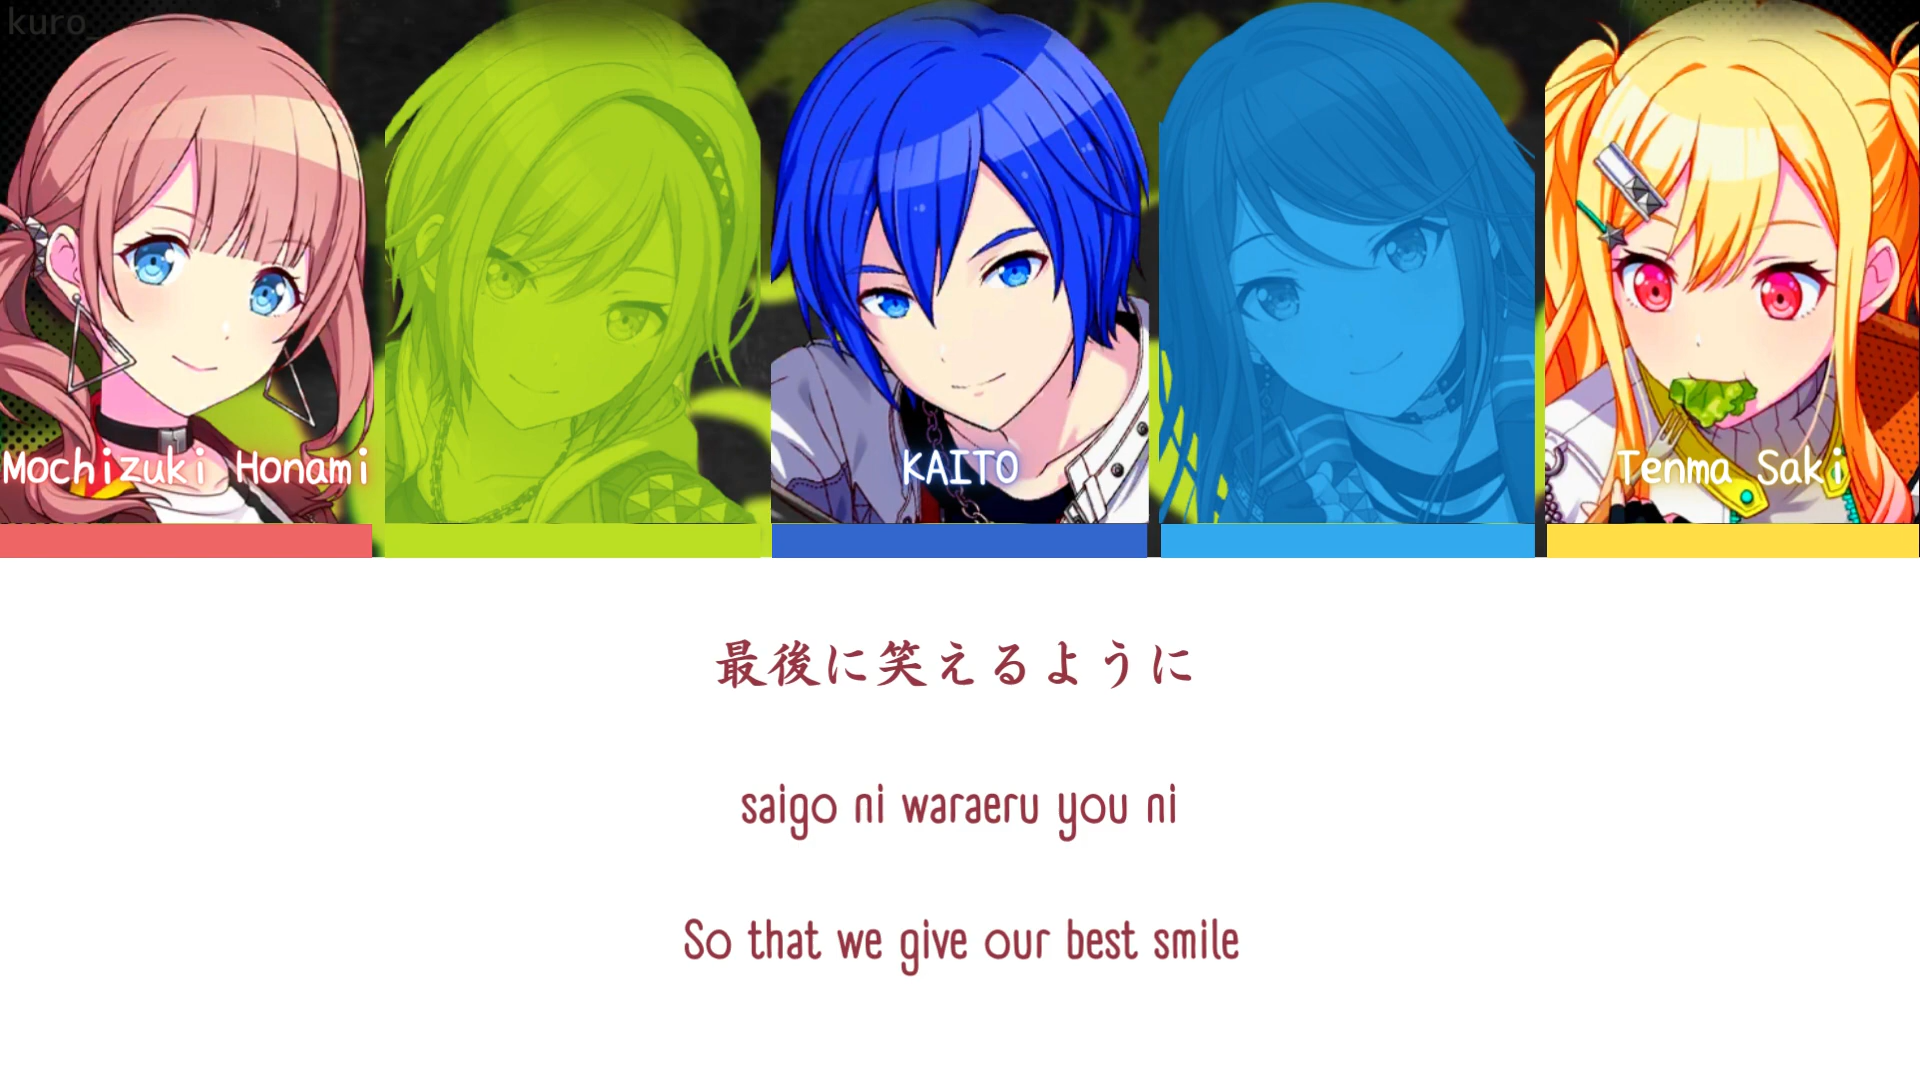 kuro_
Mochizuki Honami
KAITO
Tenma Saki
最後に笑えるように
saigo ni waraeru you ni
So that we give our best smile